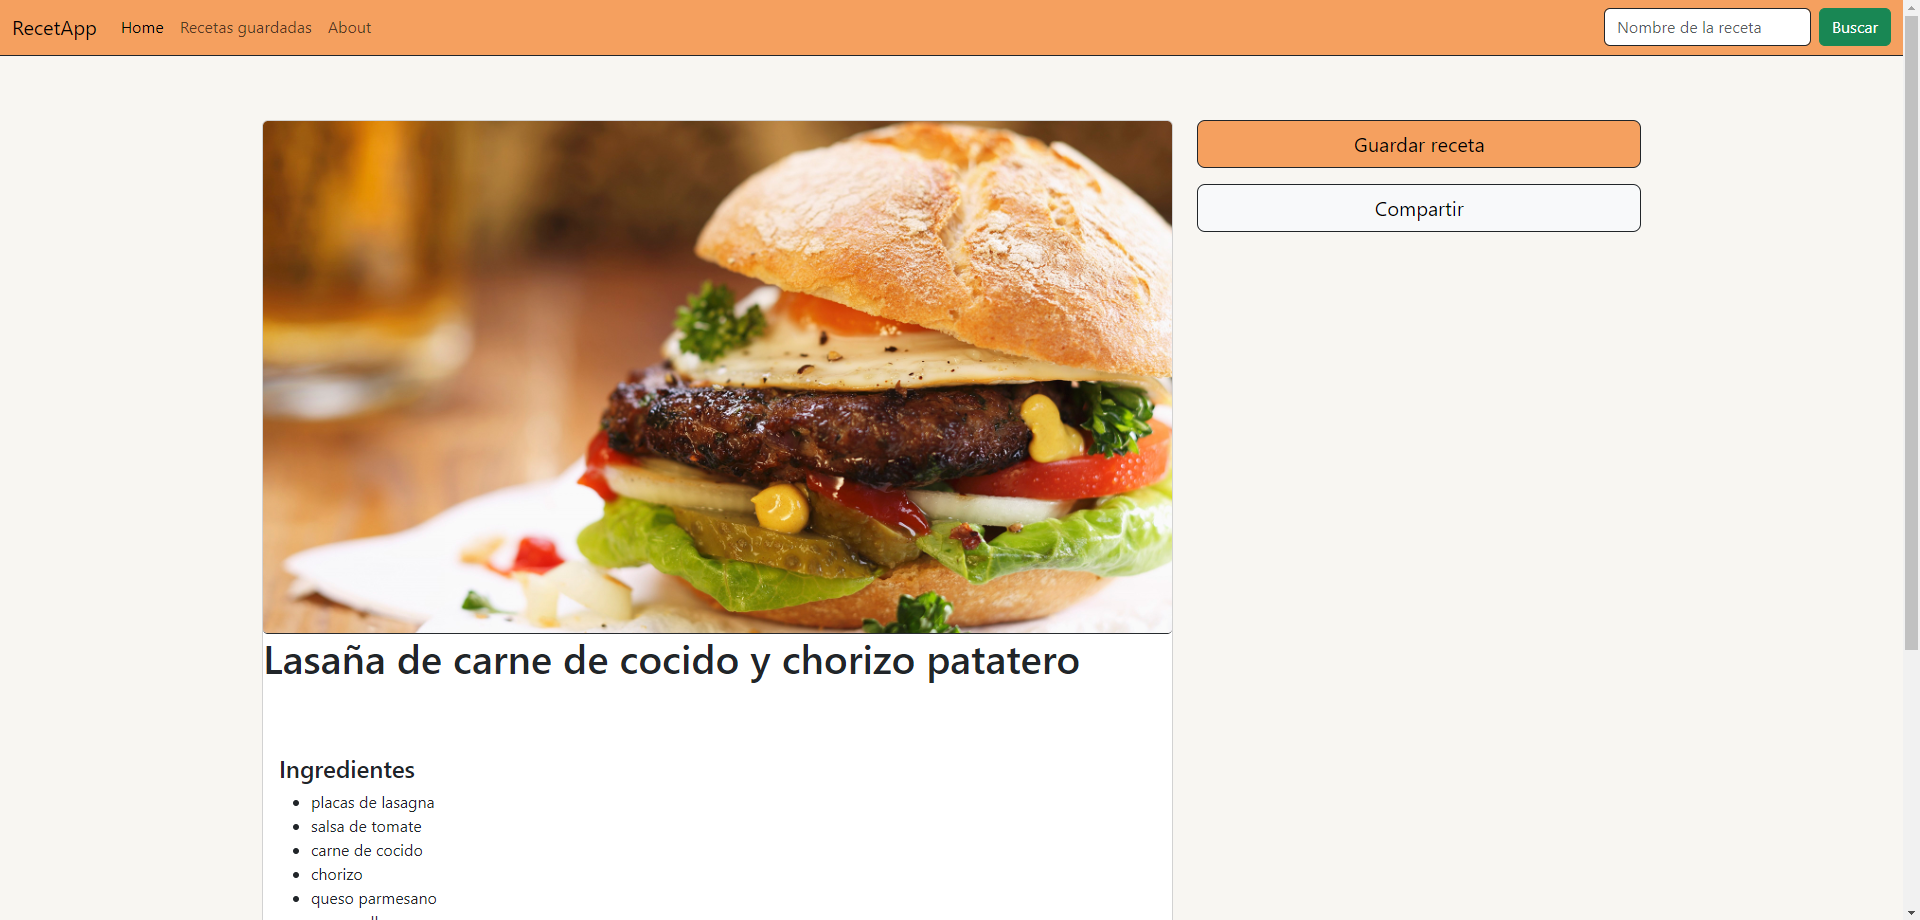 RecetApp Home Recetas guardadas About Nombre de la receta Buscar
Guardar receta
Compartir
Lasaña de carne de cocido y chorizo patatero
Ingredientes
placas de lasagna
salsa de tomate
carne de cocido
chorizo
queso parmesano